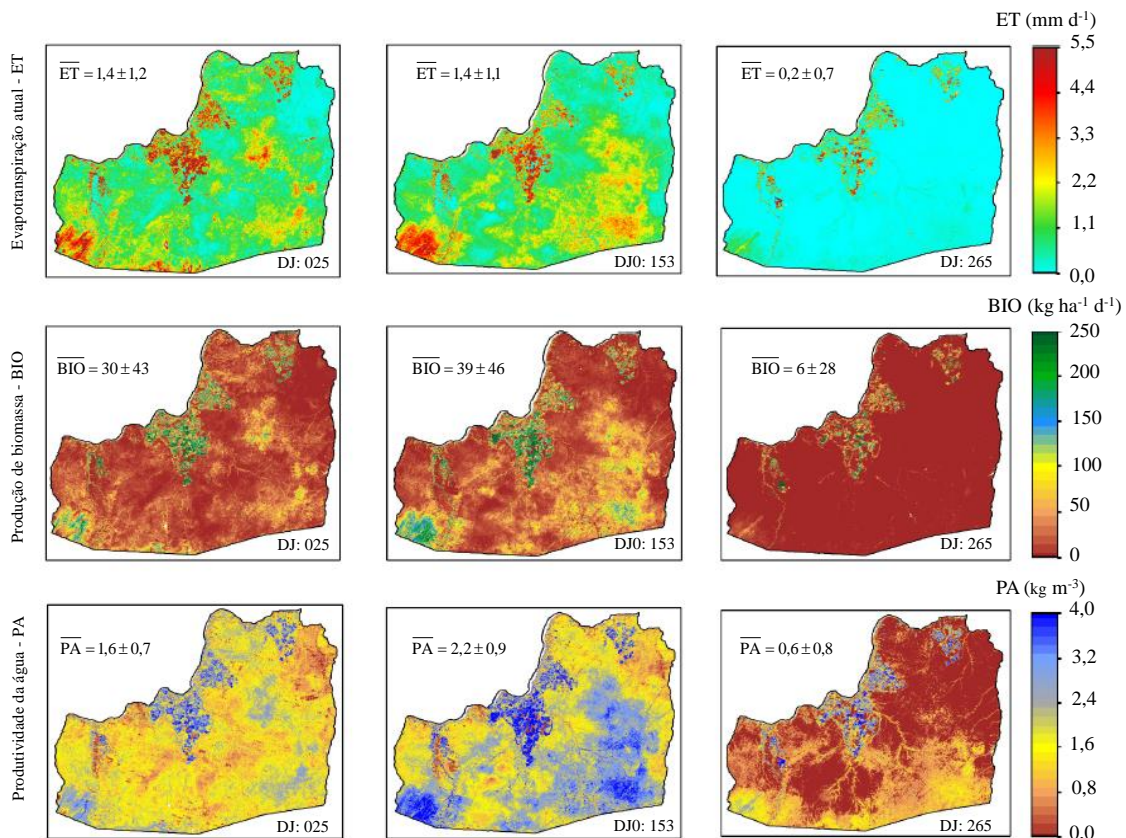 ET (mm d-1)
Evapotranspiração atual - ET
ET = 1,4 ± 1,2
DJ: 025
ET = 1,4 ± 1,1
DJ0: 153
ET = 0,2 ± 0,7
DJ: 265
5,5
4,4
3,3
2,2
1,1
0,0
BIO (kg ha-1 d-1)
Produção de biomassa - BIO
BIO = 30 ± 43
DJ: 025
BIO = 39 ± 46
DJ0: 153
BIO = 6 ± 28
DJ: 265
250
200
150
100
50
0
PA (kg m-3)
Produtividade da água - PA
PA = 1,6 ± 0,7
DJ: 025
PA = 2,2 ± 0,9
DJ0: 153
PA = 0,6 ± 0,8
DJ: 265
4,0
3,2
2,4
1,6
0,8
0.0